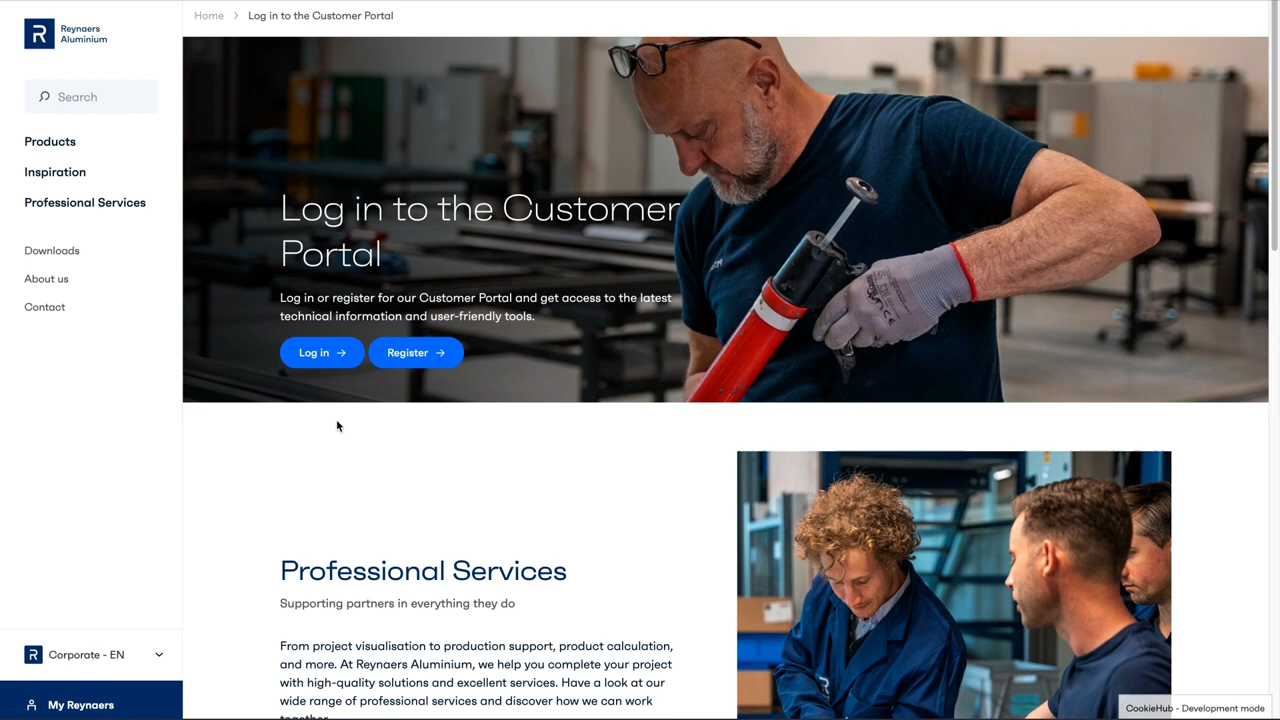 Reynaers
Aluminium
Search
Products
Inspiration
Professional Services
Downloads
About us
Contact
Corporate - EN
My Reynaers
Home > Log in to the Customer Portal
Log in to the Customer
Portal
Log in or register for our Customer Portal and get access to the latest
technical information and user-friendly tools.
Log in →
Register →
Professional Services
Supporting partners in everything they do
From project visualisation to production support, product calculation,
and more. At Reynaers Aluminium, we help you complete your project
with high-quality solutions and excellent services. Have a look at our
wide range of professional services and discover how we can work
together.
CookieHub - Development mode